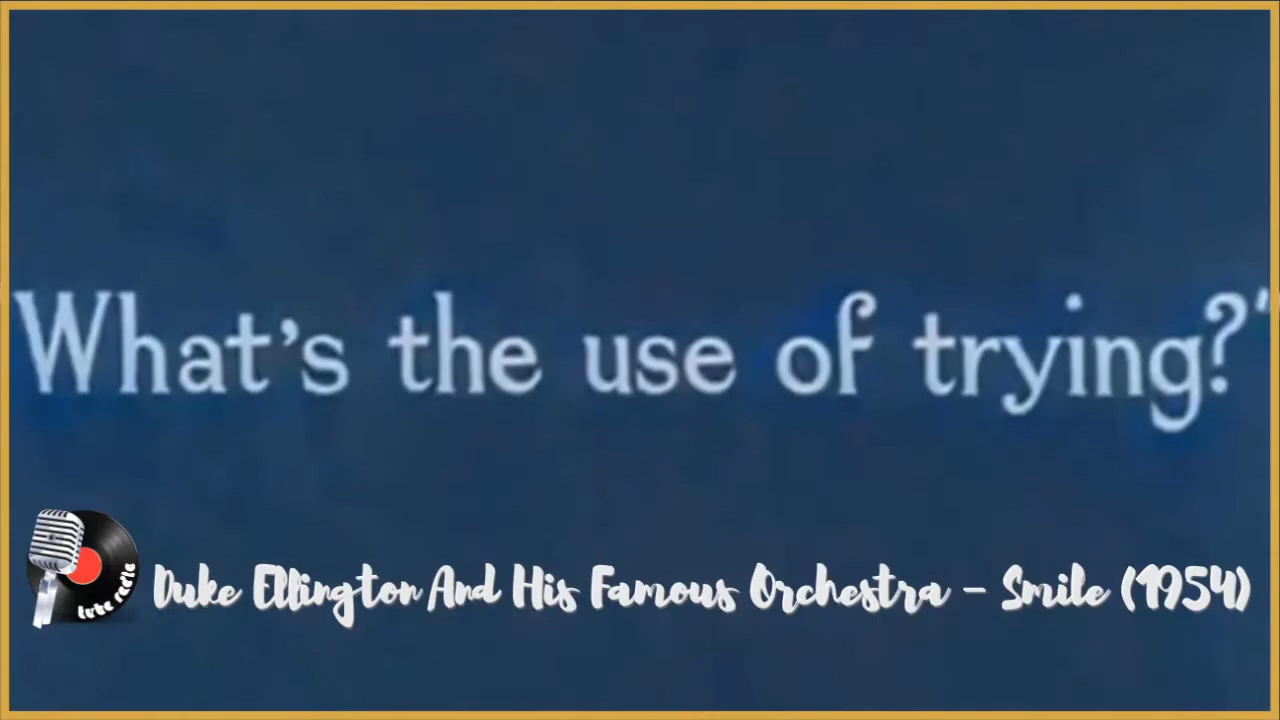 What's the use of trying?"
Duke Ellington And His Famous Orchestra - Smile (1954)